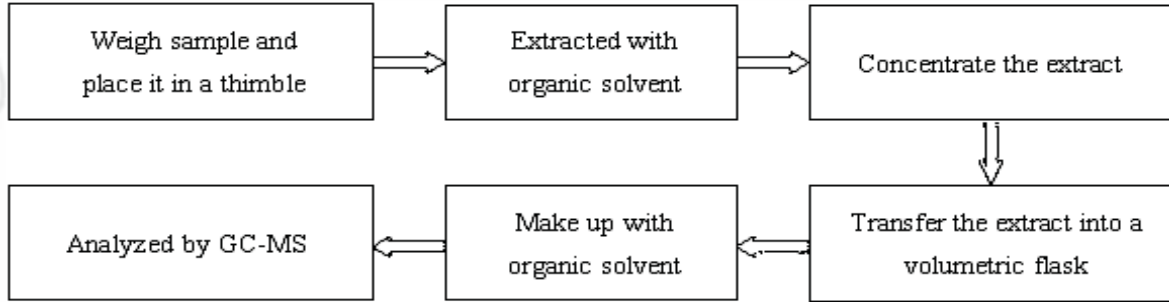 Weigh sample and
place it in a thimble
Extracted with
organic solvent
Concentrate the extract
Transfer the extract into a
volumetric flask
Make up with
organic solvent
Analyzed by GC-MS